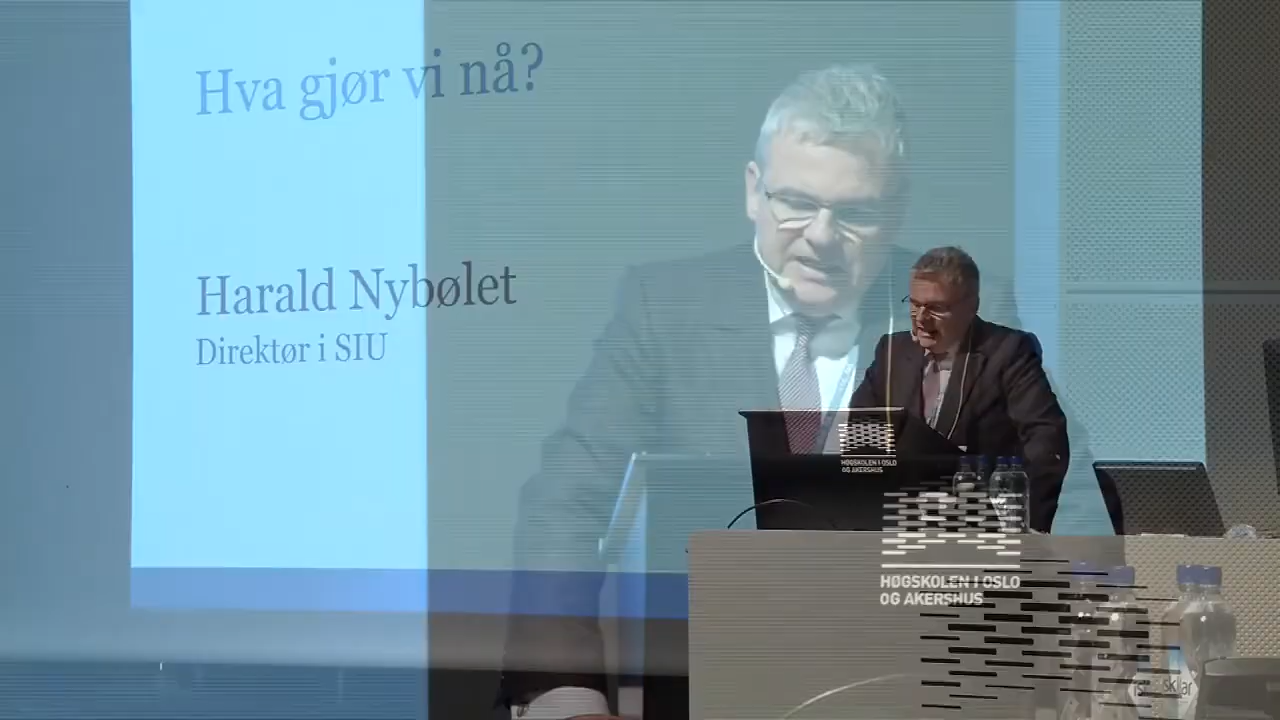 Hva gjør vi nå?
Harald Nybølet
Direktør i SIU
HØGSKOLEN I OSLO
OG AKERSHUS
HØGSKOLEN I OSLO
OG AKERSHUS